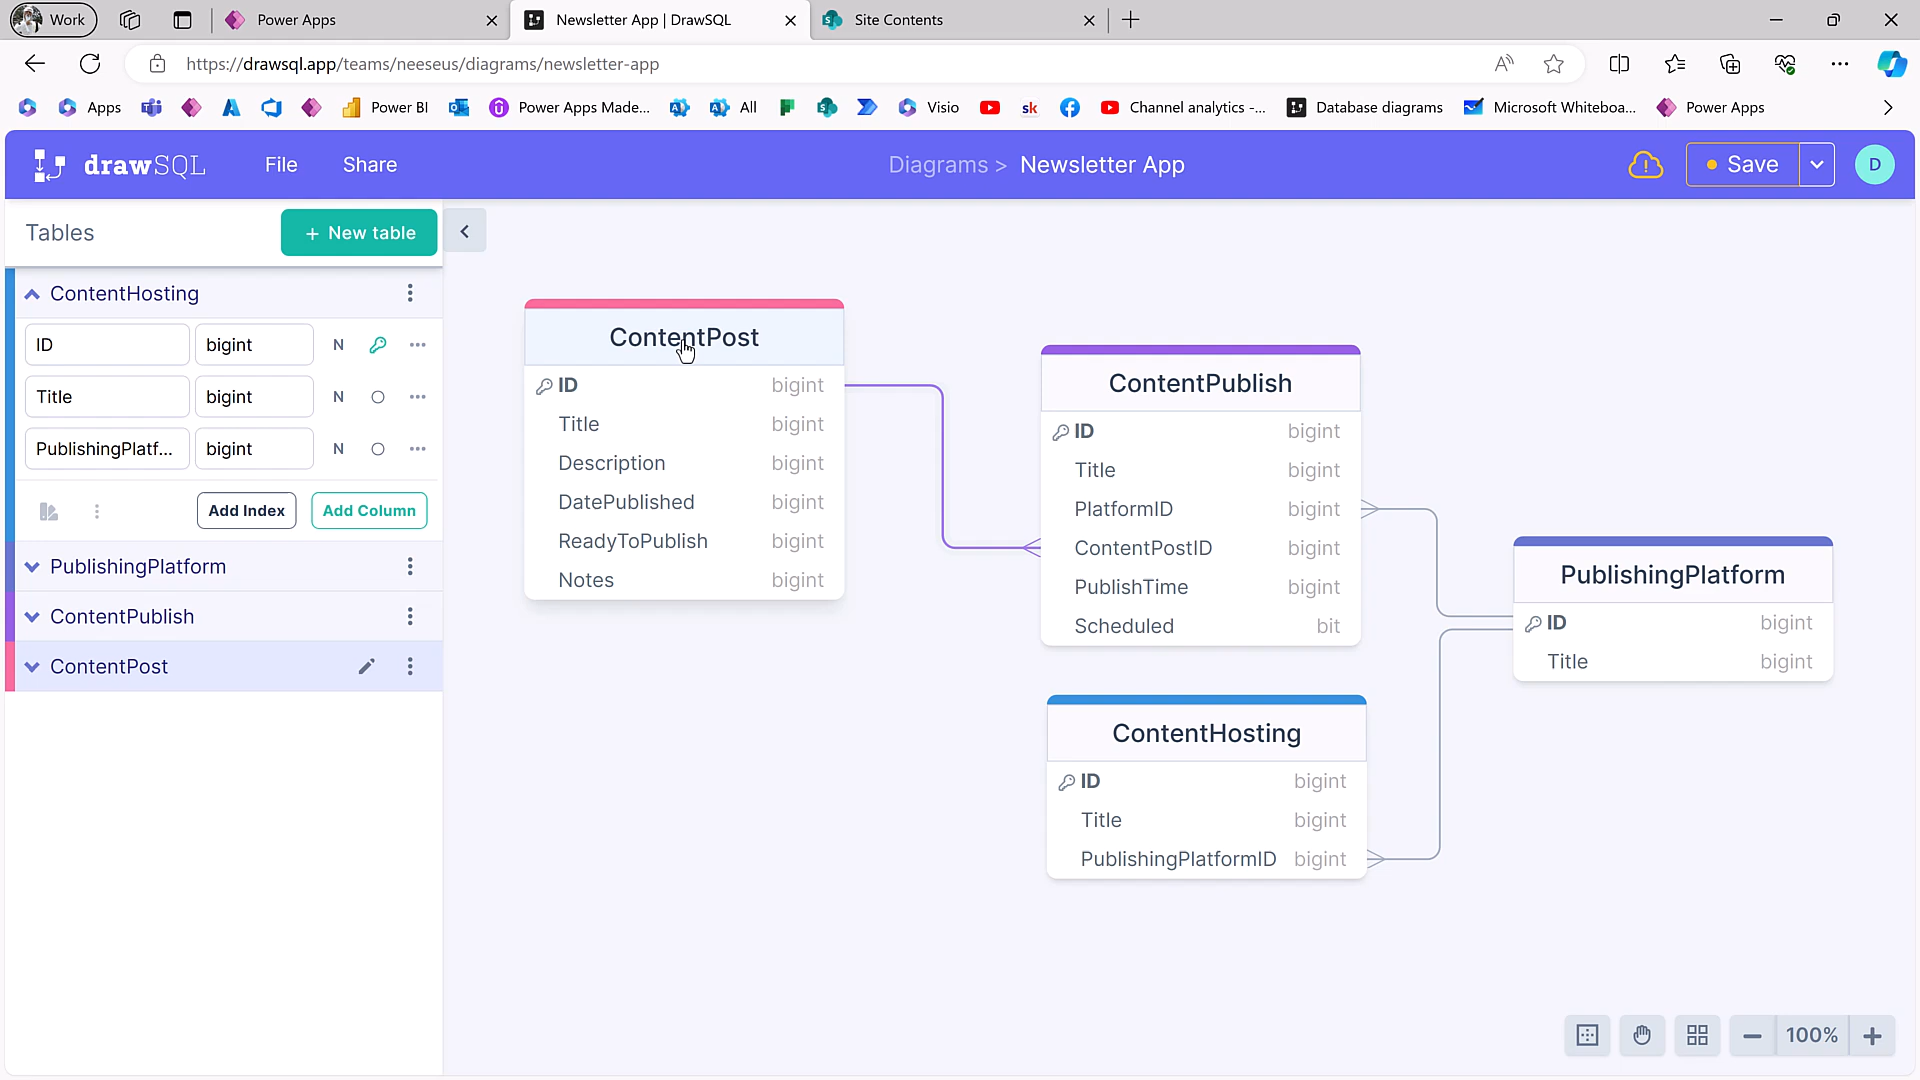 Work
Power Apps
Newsletter App | DrawSQL
Site Contents
https://drawsql.app/teams/neeseus/diagrams/newsletter-app
Apps
Power BI
Power Apps Made...
All
Visio
sk
Channel analytics -...
Database diagrams
Microsoft Whiteboa...
Power Apps
drawSQL
File
Share
Diagrams > Newsletter App
Save
D
Tables
+ New table
ContentHosting
ID bigint N
Title bigint N
PublishingPlatf... bigint N
Add Index
Add Column
PublishingPlatform
ContentPublish
ContentPost
ContentPost
ID bigint
Title bigint
Description bigint
DatePublished bigint
ReadyToPublish bigint
Notes bigint
ContentPublish
ID bigint
Title bigint
PlatformID bigint
ContentPostID bigint
PublishTime bigint
Scheduled bit
ContentHosting
ID bigint
Title bigint
PublishingPlatformID bigint
PublishingPlatform
ID bigint
Title bigint
100%